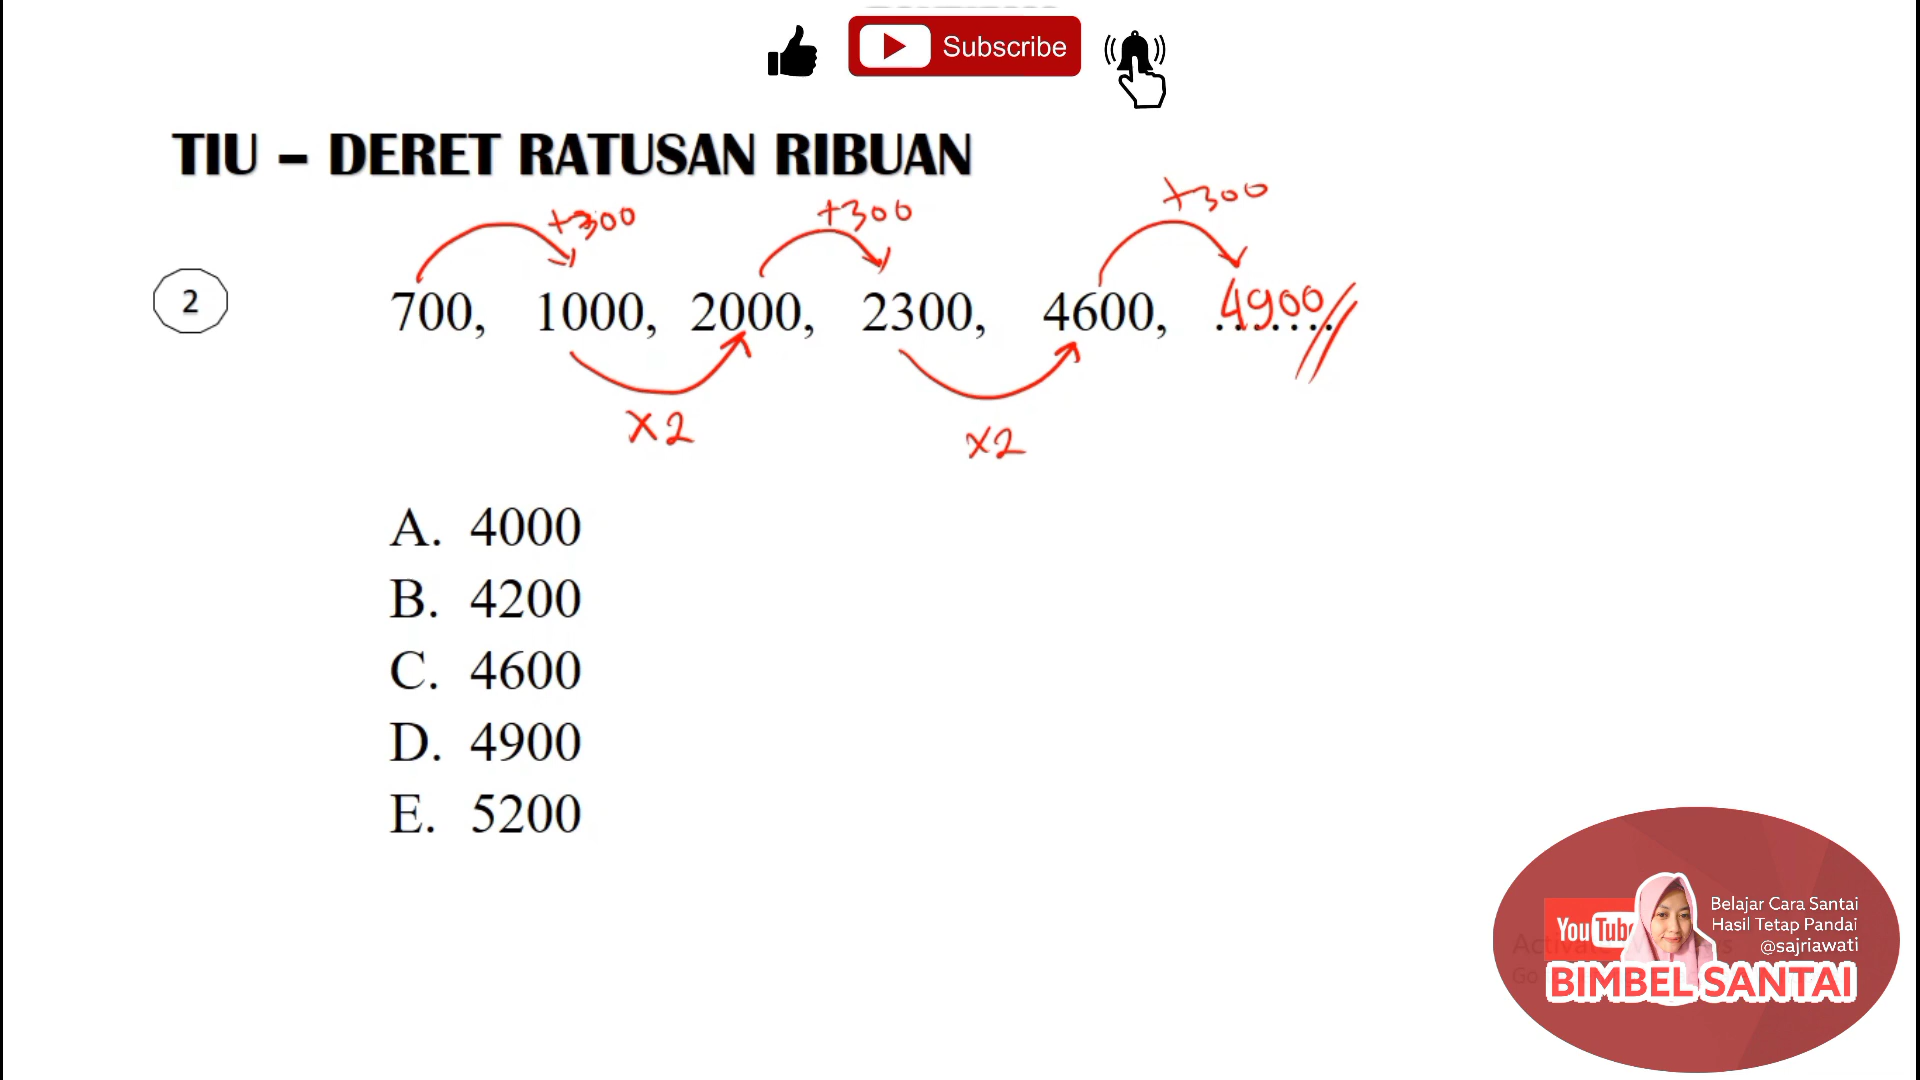 Subscribe
TIU – DERET RATUSAN RIBUAN
+300 +300 +300
2 700, 1000, 2000, 2300, 4600, ....... 4900
x2 x2
A. 4000
B. 4200
C. 4600
D. 4900
E. 5200
YouTube
Belajar Cara Santai
Hasil Tetap Pandai
@sajriawati
BIMBEL SANTAI